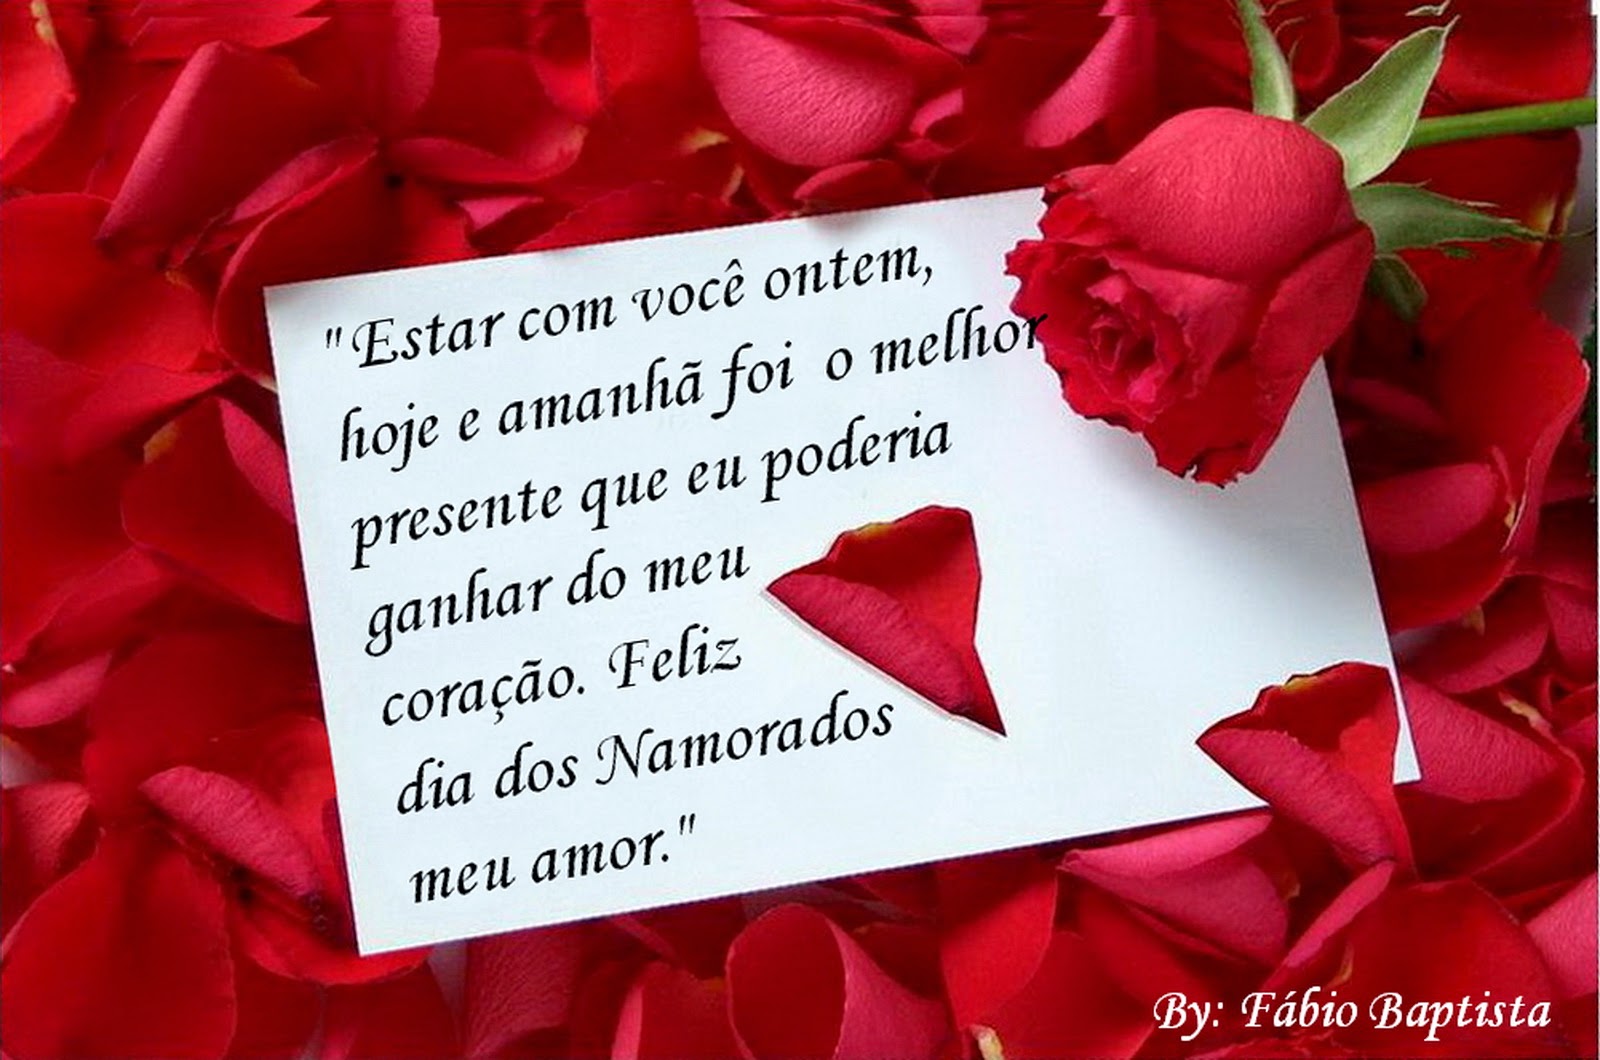 "Estar com você ontem,
hoje e amanhã foi o melhor
presente que eu poderia
ganhar do meu
coração. Feliz
dia dos Namorados
meu amor."
By: Fábio Baptista